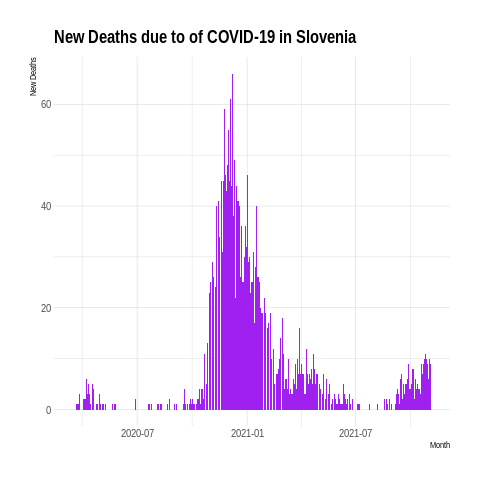 New Deaths due to of COVID-19 in Slovenia
New Deaths
60
40
20
0
2020-07
2021-01
2021-07
Month